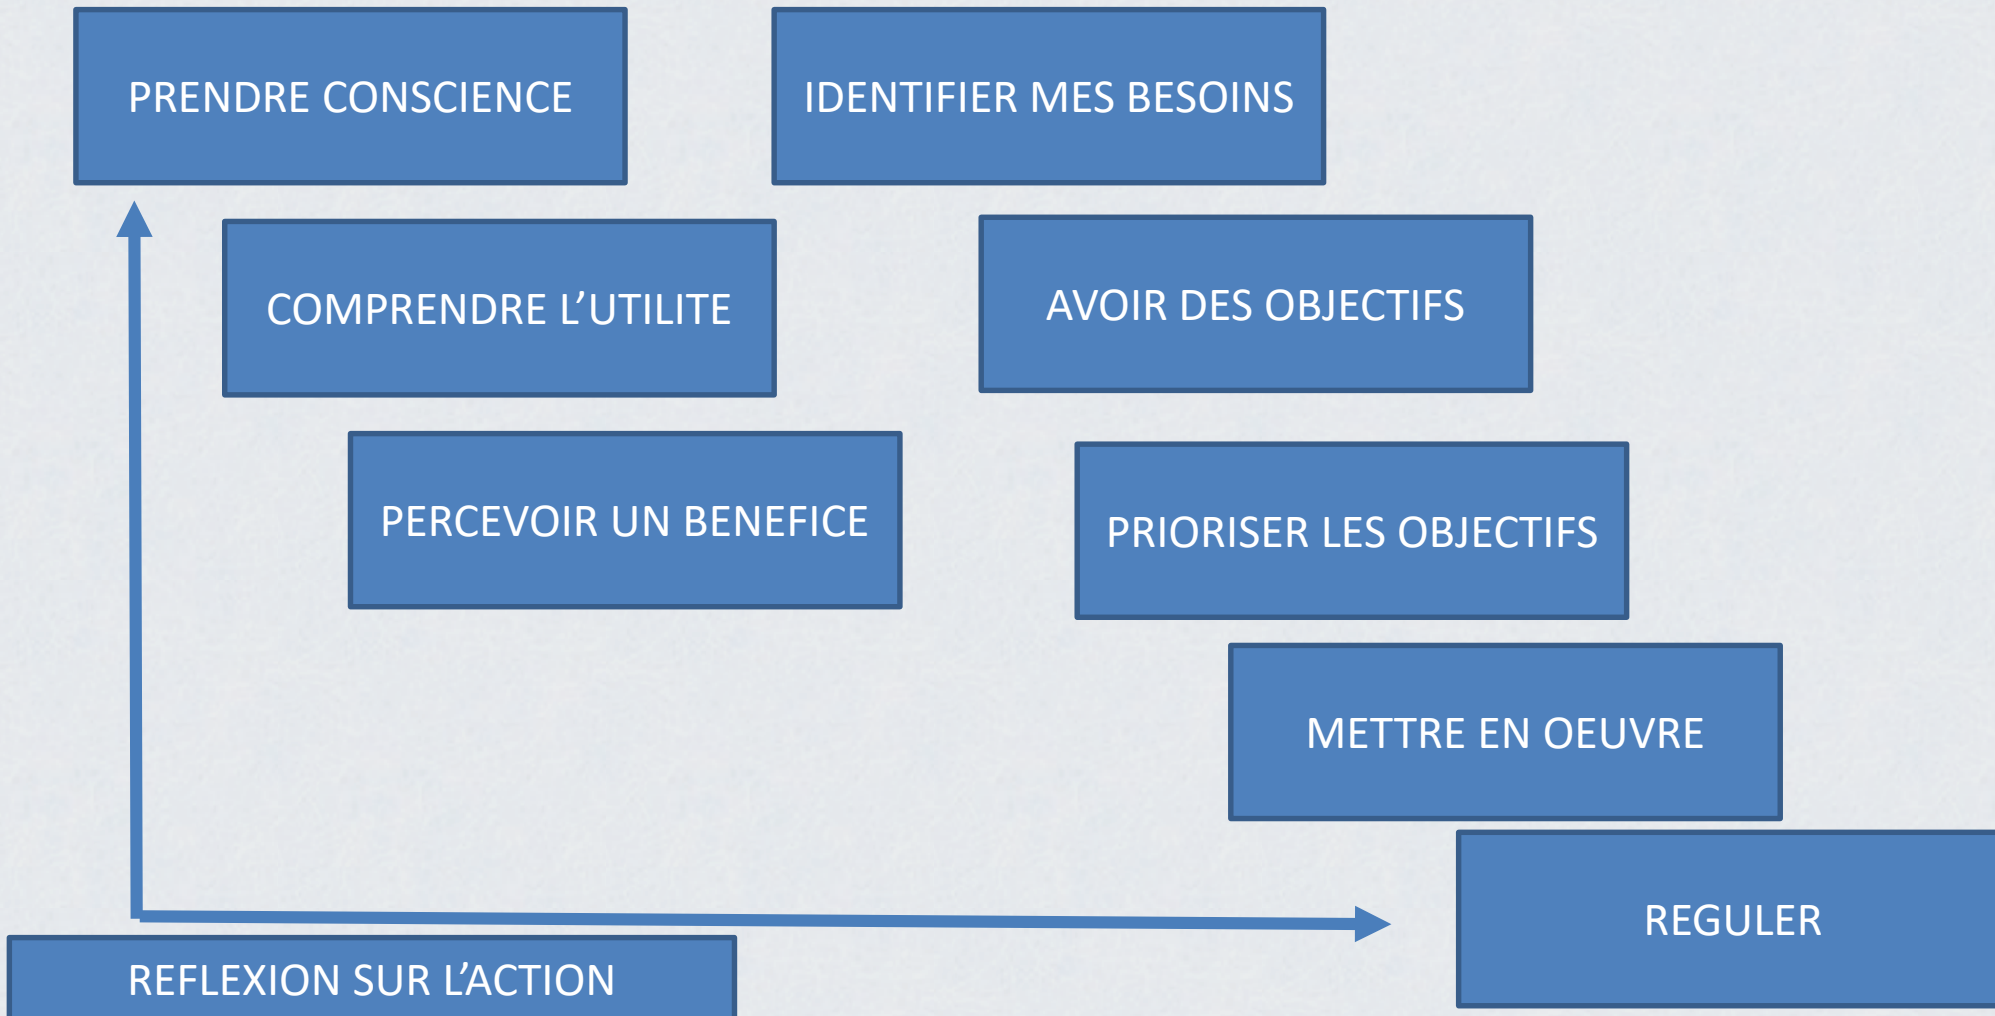 PRENDRE CONSCIENCE
IDENTIFIER MES BESOINS
COMPRENDRE L’UTILITE
AVOIR DES OBJECTIFS
PERCEVOIR UN BENEFICE
PRIORISER LES OBJECTIFS
METTRE EN OEUVRE
REGULER
REFLEXION SUR L’ACTION